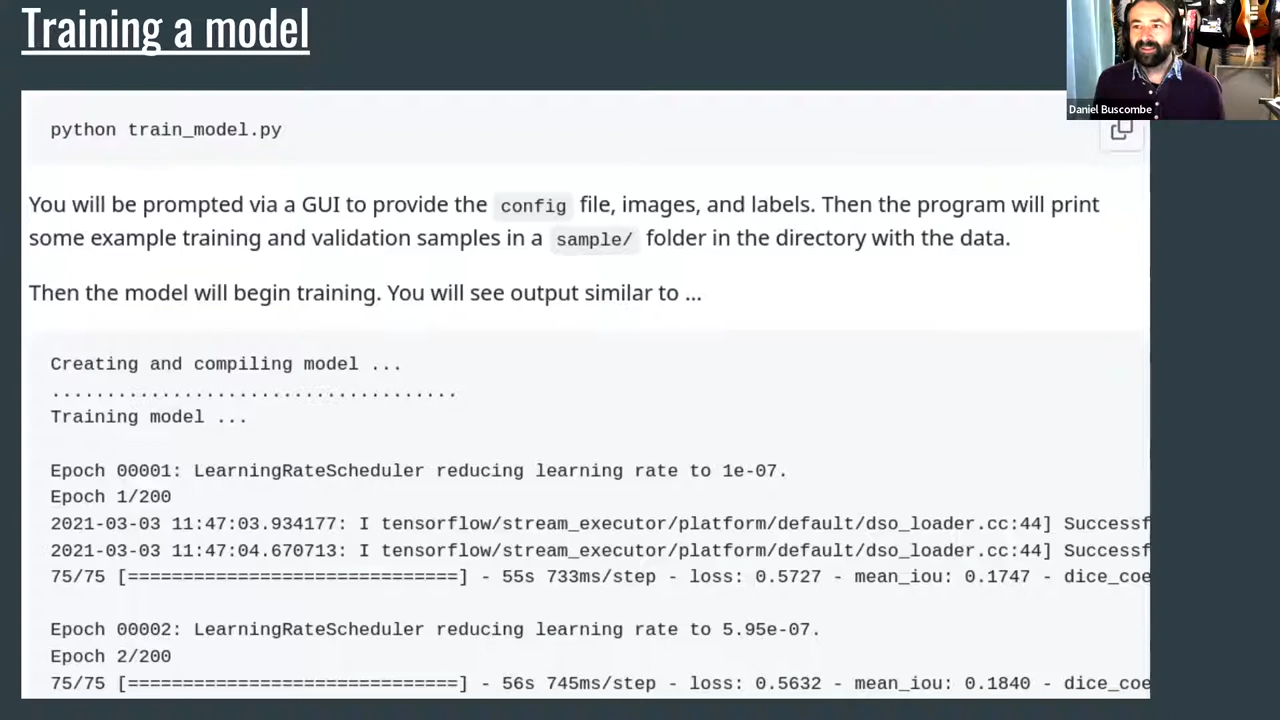 Training a model
Daniel Buscombe
python train_model.py
You will be prompted via a GUI to provide the config file, images, and labels. Then the program will print
some example training and validation samples in a sample/ folder in the directory with the data.
Then the model will begin training. You will see output similar to ...
Creating and compiling model ...
.....................................
Training model ...
Epoch 00001: LearningRateScheduler reducing learning rate to 1e-07.
Epoch 1/200
2021-03-03 11:47:03.934177: I tensorflow/stream_executor/platform/default/dso_loader.cc:44] Successf
2021-03-03 11:47:04.670713: I tensorflow/stream_executor/platform/default/dso_loader.cc:44] Successf
75/75 [==============================] - 55s 733ms/step - loss: 0.5727 - mean_iou: 0.1747 - dice_coe
Epoch 00002: LearningRateScheduler reducing learning rate to 5.95e-07.
Epoch 2/200
75/75 [==============================] - 56s 745ms/step - loss: 0.5632 - mean_iou: 0.1840 - dice_coe